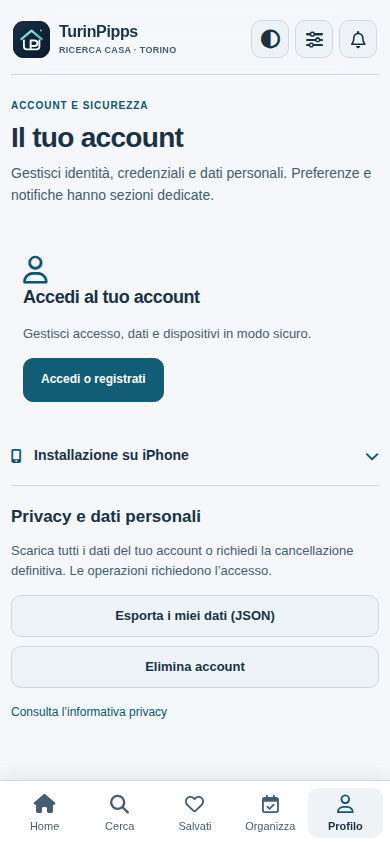 TurinPipps
RICERCA CASA · TORINO
ACCOUNT E SICUREZZA
Il tuo account
Gestisci identità, credenziali e dati personali. Preferenze e
notifiche hanno sezioni dedicate.
Accedi al tuo account
Gestisci accesso, dati e dispositivi in modo sicuro.
Accedi o registrati
Installazione su iPhone
Privacy e dati personali
Scarica tutti i dati del tuo account o richiedi la cancellazione
definitiva. Le operazioni richiedono l’accesso.
Esporta i miei dati (JSON)
Elimina account
Consulta l’informativa privacy
Home
Cerca
Salvati
Organizza
Profilo